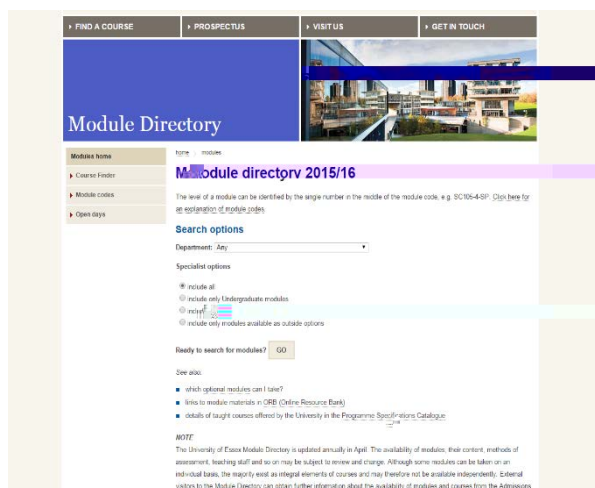 FIND A COURSE
PROSPECTUS
VISIT US
GET IN TOUCH
Module Directory
Modules home
Course Finder
Module codes
Open days
home modules
Module directory 2015/16
The level of a module can be identified by the single number in the middle of the module code, e.g. SC105-4-SP. Click here for
an explanation of module codes.
Search options
Department: Any
Specialist options
include all
include only Undergraduate modules
include
include only modules available as outside options
Ready to search for modules? GO
See also:
which optional modules can I take?
links to module materials in ORB (Online Resource Bank)
details of taught courses offered by the University in the Programme Specifications Catalogue
NOTE
The University of Essex Module Directory is updated annually in April. The availability of modules, their content, methods of
assessment, teaching staff and so on may be subject to review and change. Although some modules can be taken on an
individual basis, the majority exist as integral elements of courses and may therefore not be available independently. External
visitors to the Module Directory can obtain further information about the availability of modules and courses from the Admissions